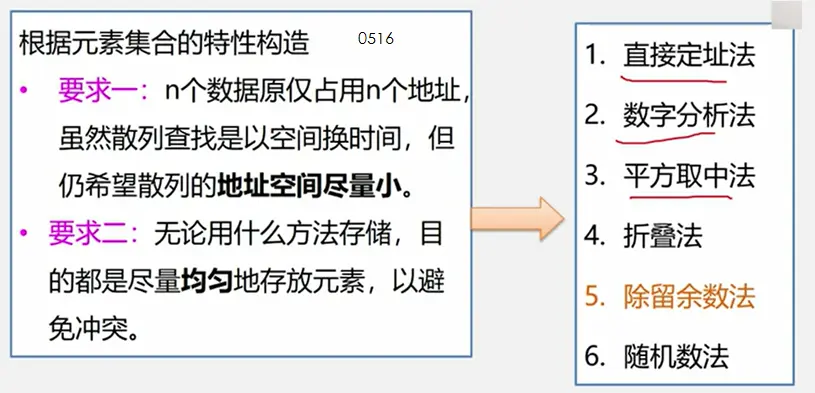 根据元素集合的特性构造 0516
• 要求一：n个数据原仅占用n个地址，
虽然散列查找是以空间换时间，但
仍希望散列的地址空间尽量小。
• 要求二：无论用什么方法存储，目
的都是尽量均匀地存放元素，以避
免冲突。
1. 直接定址法
2. 数字分析法
3. 平方取中法
4. 折叠法
5. 除留余数法
6. 随机数法